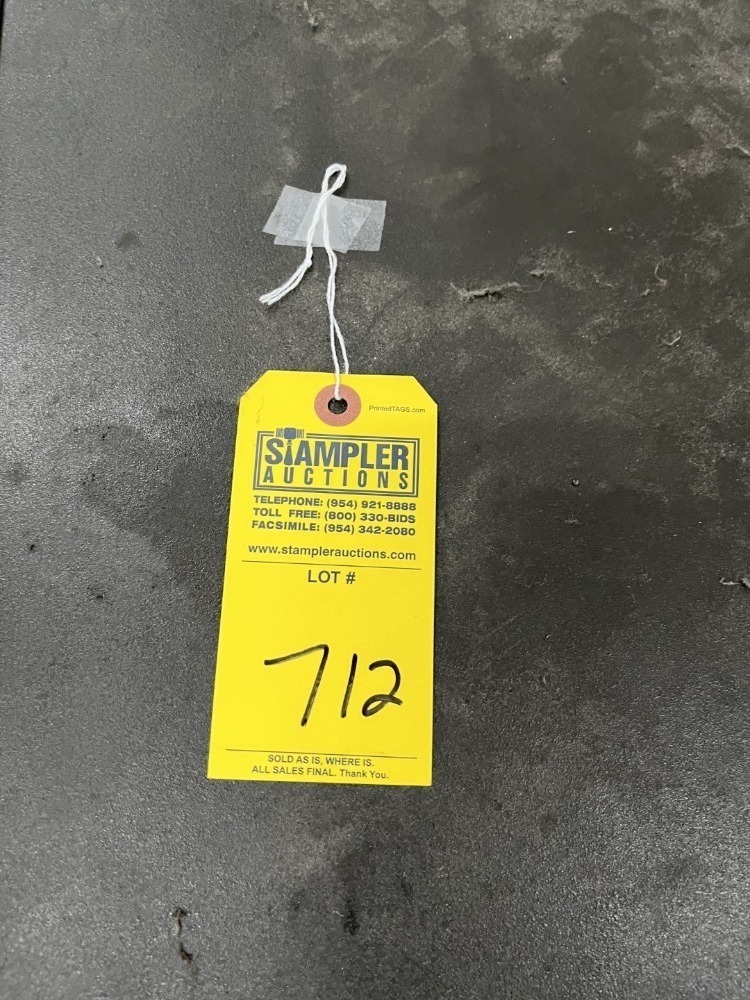 PrintedTAGS.com
STAMPLER
AUCTIONS
TELEPHONE: (954) 921-8888
TOLL FREE: (800) 330-BIDS
FACSIMILE: (954) 342-2080
www.stamplerauctions.com
LOT #
712
SOLD AS IS, WHERE IS.
ALL SALES FINAL. Thank You.